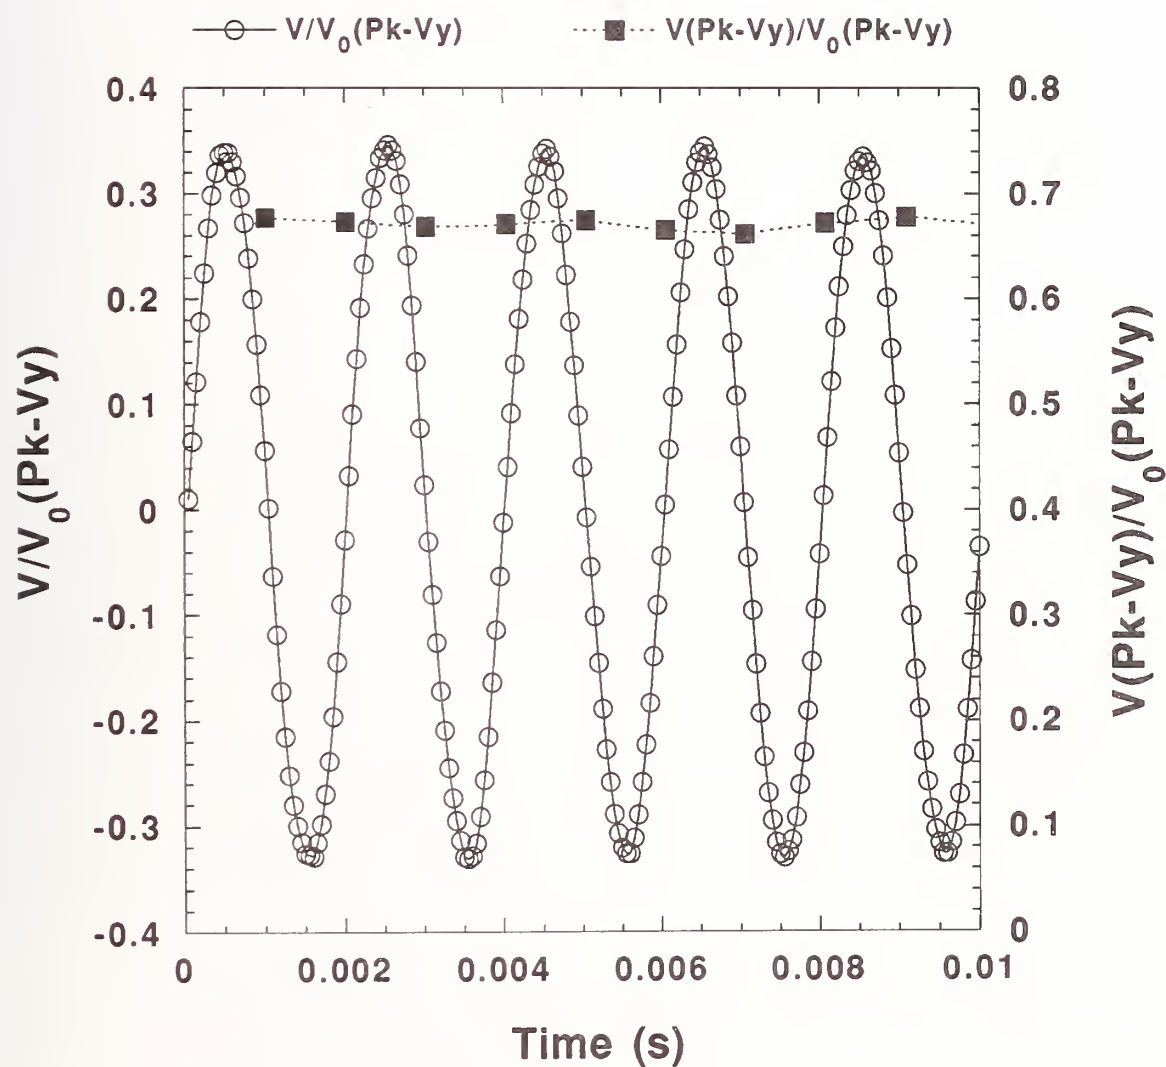 V/V₀(Pk-Vy) V(Pk-Vy)/V₀(Pk-Vy)
0.4 0.8
0.3 0.7
0.2 0.6
0.1 0.5
0 0.4
-0.1 0.3
-0.2 0.2
-0.3 0.1
-0.4 0
V/V₀(Pk-Vy)
V(Pk-Vy)/V₀(Pk-Vy)
0 0.002 0.004 0.006 0.008 0.01
Time (s)